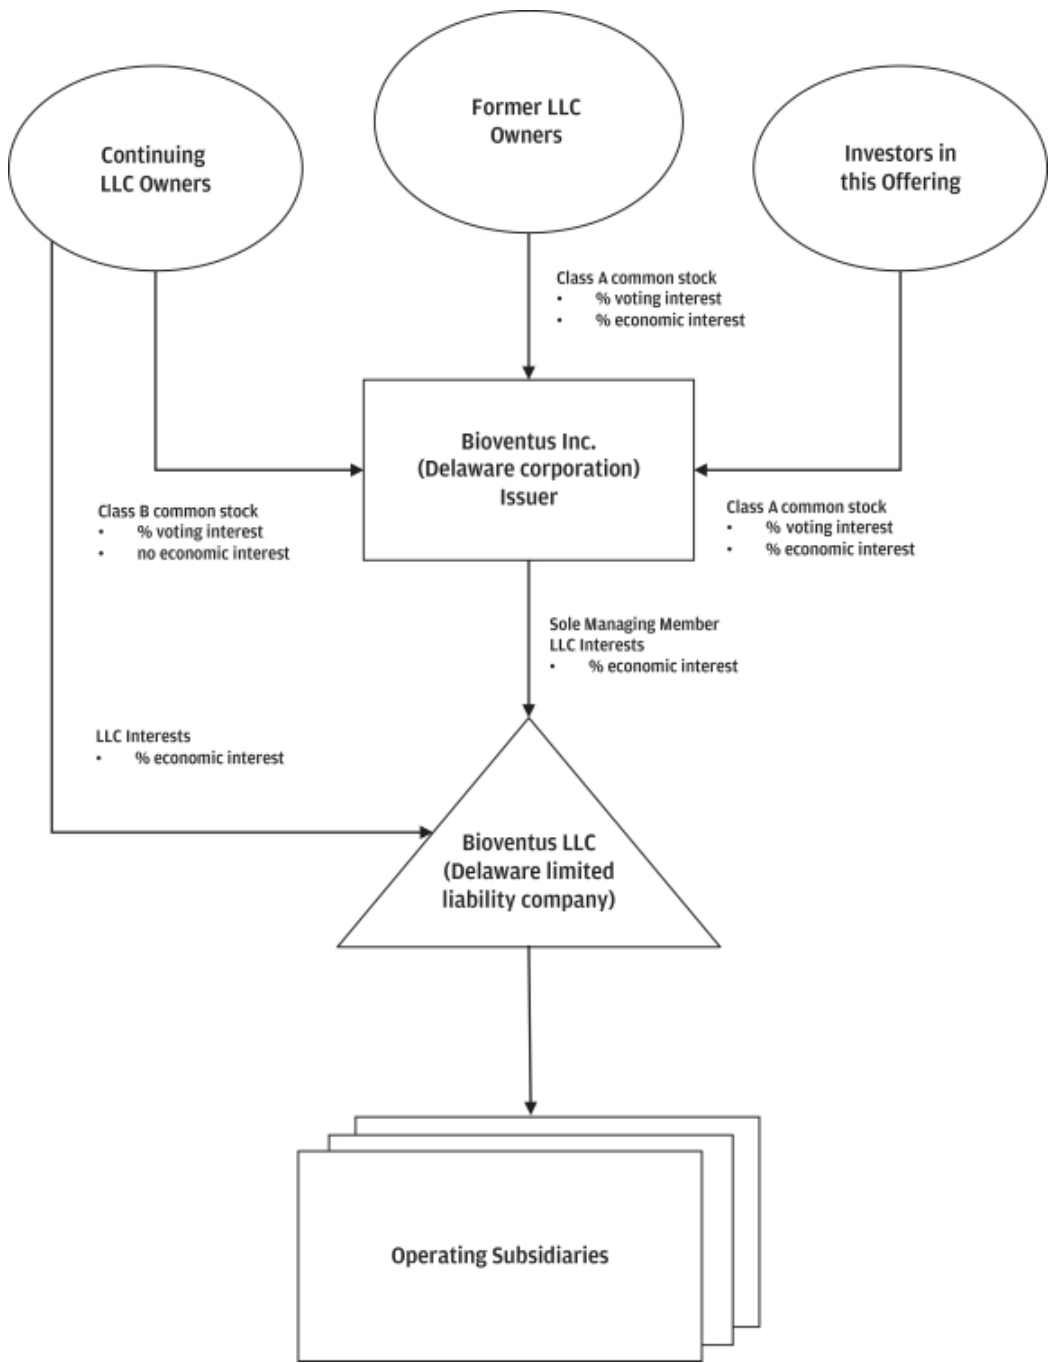 Former LLC
Owners
Continuing
LLC Owners
Investors in
this Offering
Class A common stock
• % voting interest
• % economic interest
Bioventus Inc.
(Delaware corporation)
Issuer
Class B common stock
• % voting interest
• no economic interest
Class A common stock
• % voting interest
• % economic interest
Sole Managing Member
LLC Interests
• % economic interest
LLC Interests
• % economic interest
Bioventus LLC
(Delaware limited
liability company)
Operating Subsidiaries